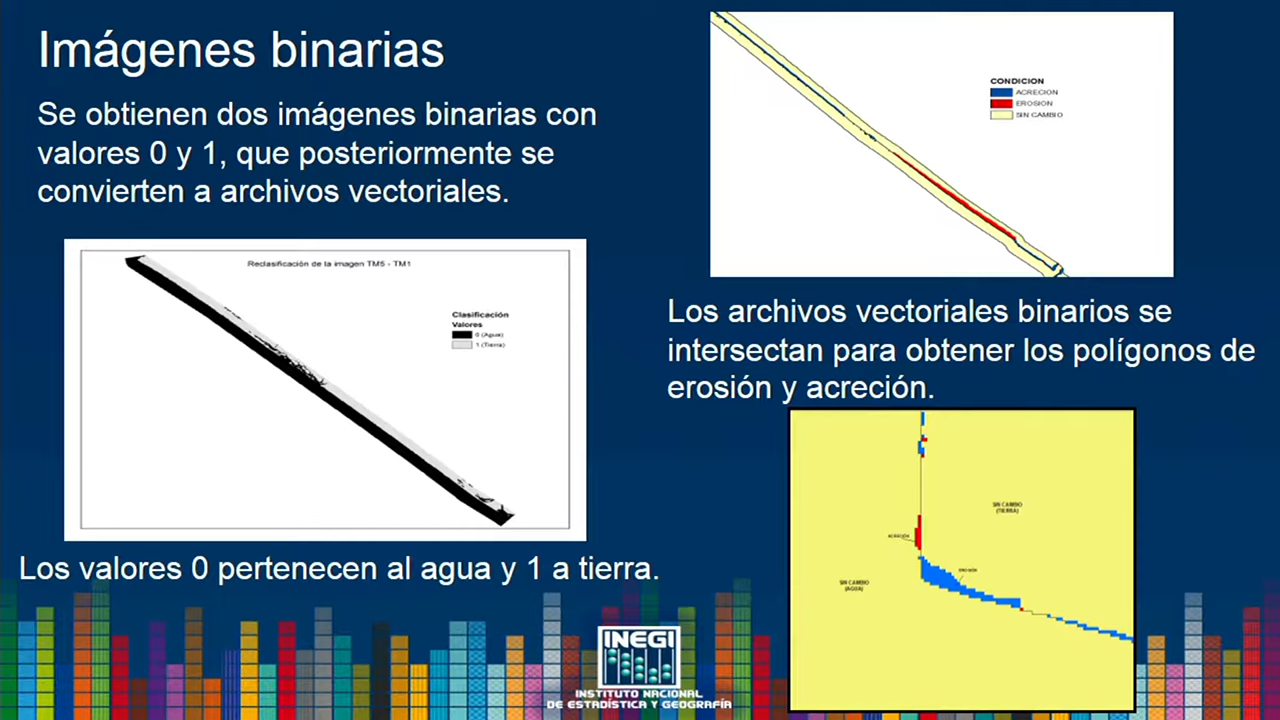 Imágenes binarias
Se obtienen dos imágenes binarias con
valores 0 y 1, que posteriormente se
convierten a archivos vectoriales.
Reclasificación de la imagen TM5 - TM1
Clasificación
Valores
0 (Agua)
1 (Tierra)
Los valores 0 pertenecen al agua y 1 a tierra.
CONDICION
ACRECION
EROSION
SIN CAMBIO
Los archivos vectoriales binarios se
intersectan para obtener los polígonos de
erosión y acreción.
SIN CAMBIO
(TIERRA)
ACRECIÓN
EROSIÓN
SIN CAMBIO
(AGUA)
INEGI
INSTITUTO NACIONAL
DE ESTADÍSTICA Y GEOGRAFÍA